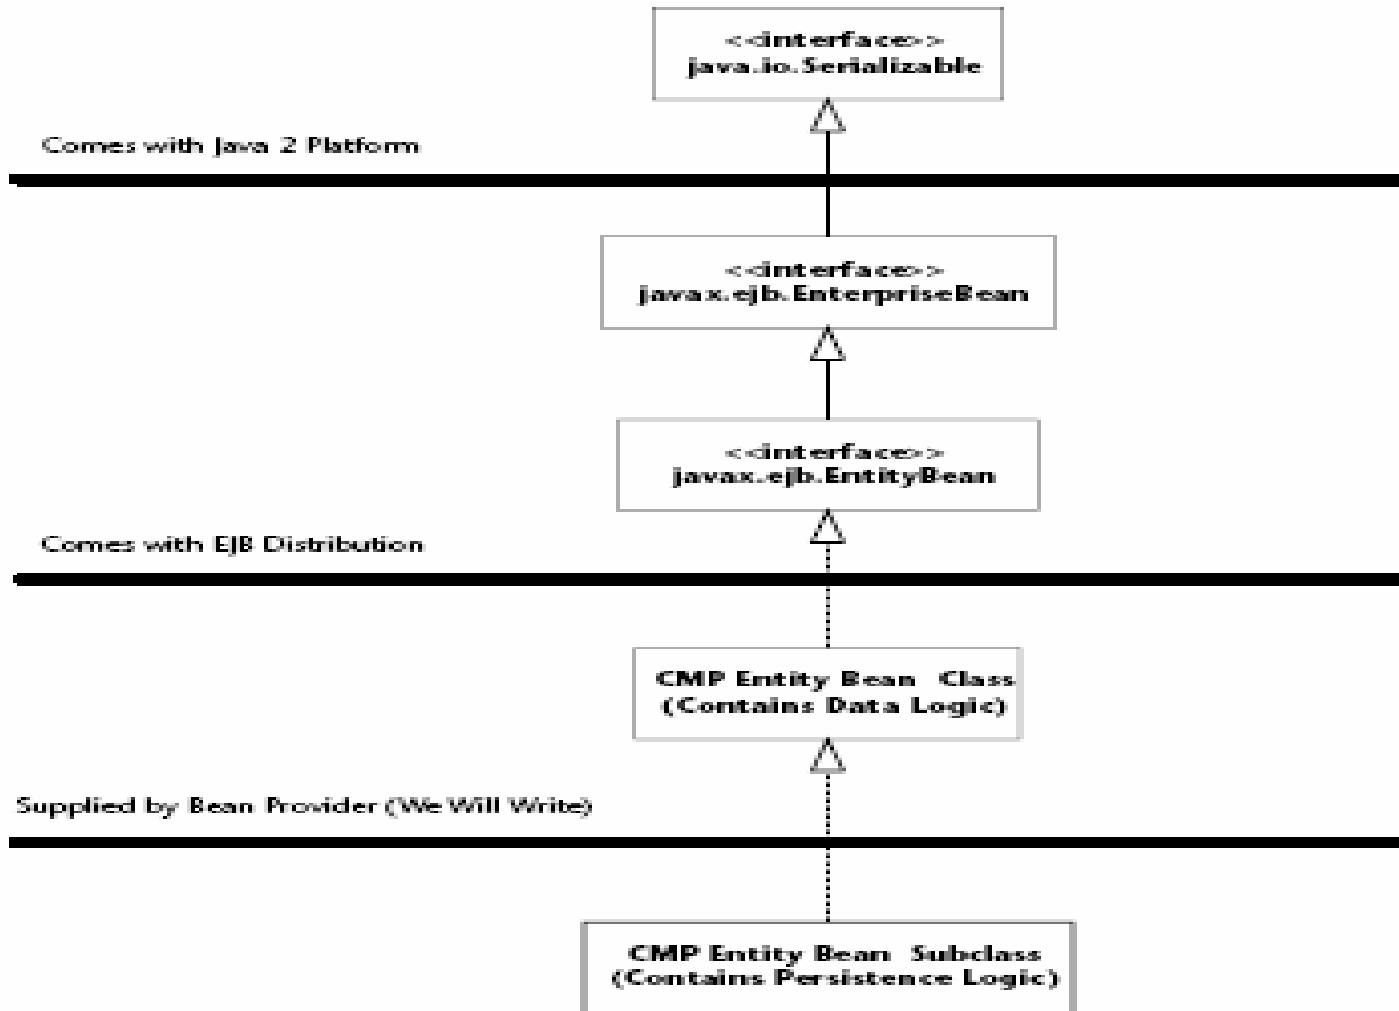 <<interface>>
java.io.Serializable
Comes with Java 2 Platform
<<interface>>
javax.ejb.EnterpriseBean
<<interface>>
javax.ejb.EntityBean
Comes with EJB Distribution
CMP Entity Bean Class
(Contains Data Logic)
Supplied by Bean Provider (We Will Write)
CMP Entity Bean Subclass
(Contains Persistence Logic)